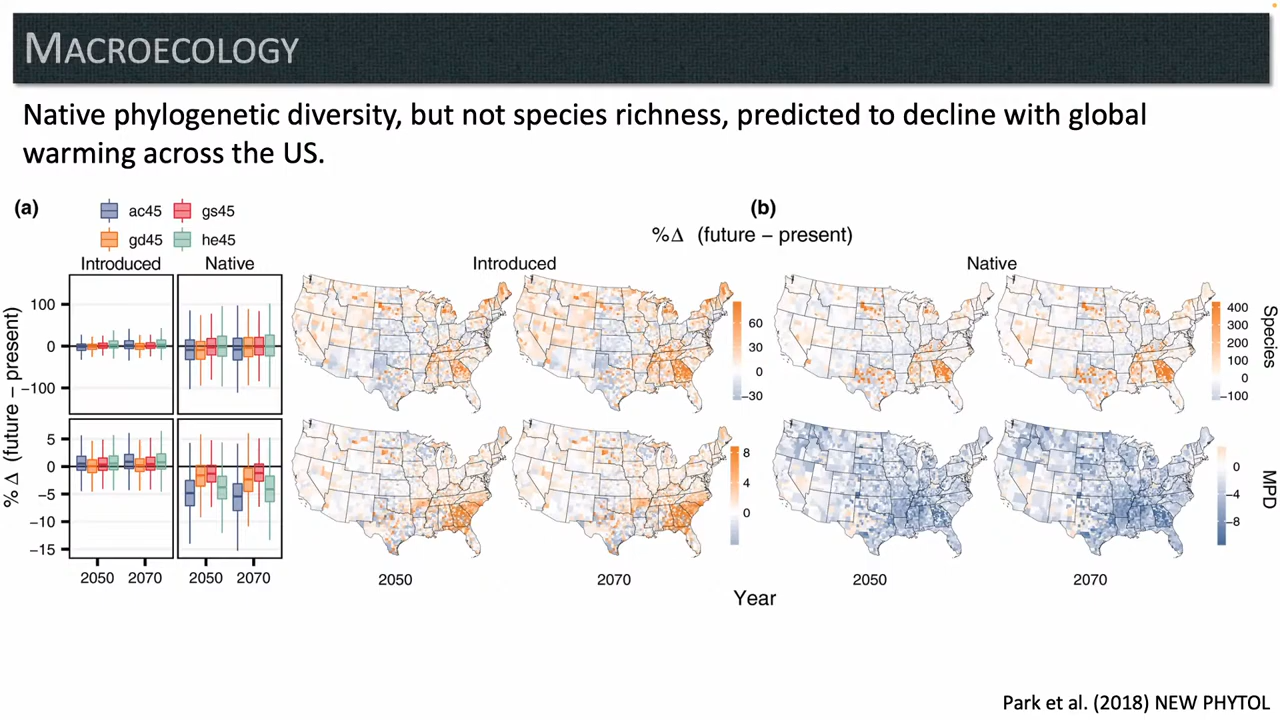 MACROECOLOGY
Native phylogenetic diversity, but not species richness, predicted to decline with global
warming across the US.
(a)
ac45 gs45
gd45 he45
Introduced Native
% Δ (future – present)
100
0
−100
5
0
−5
−10
−15
2050 2070 2050 2070
(b)
%Δ (future – present)
Introduced Native
60
30
0
−30
400
300
200
100
0
−100
Species
8
4
0
0
−4
−8
MPD
2050 2070 2050 2070
Year
Park et al. (2018) NEW PHYTOL